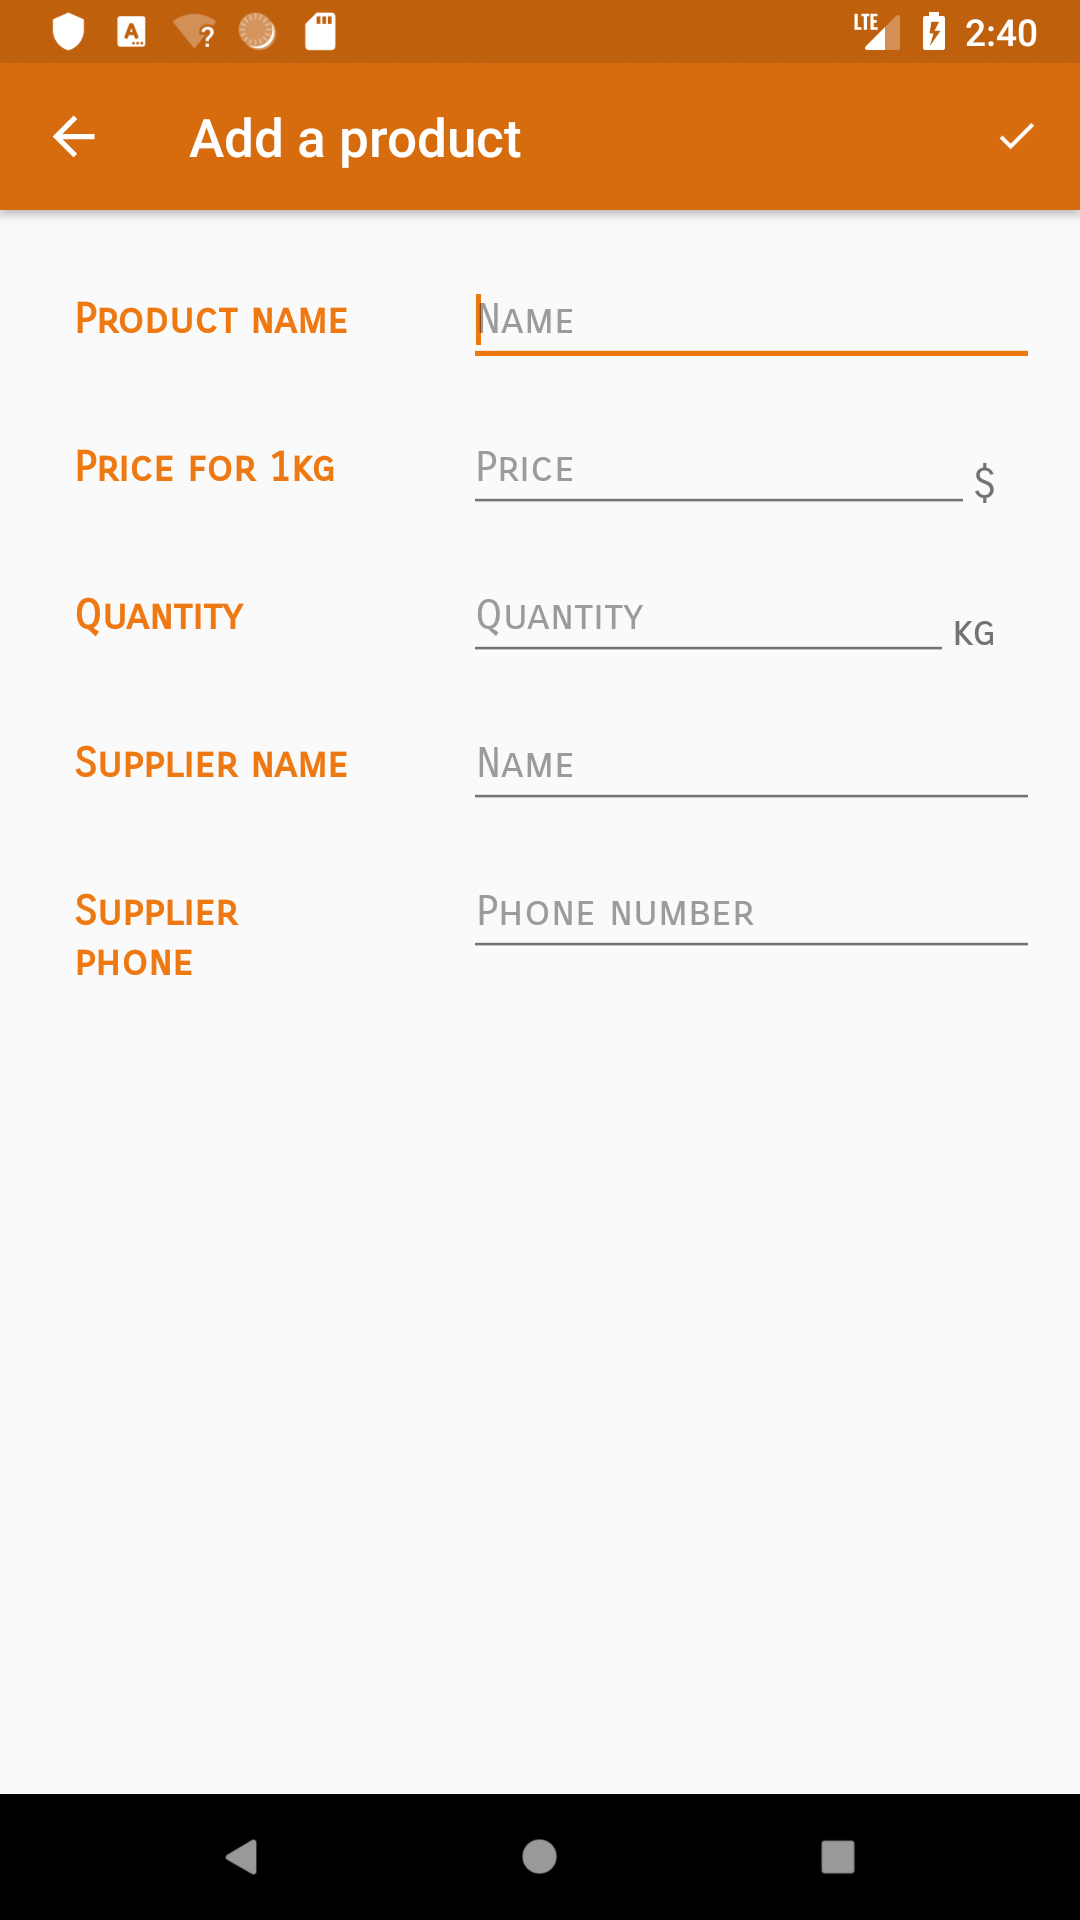 LTE 2:40
Add a product
Product name Name
Price for 1kg Price $
Quantity Quantity kg
Supplier name Name
Supplier phone Phone number